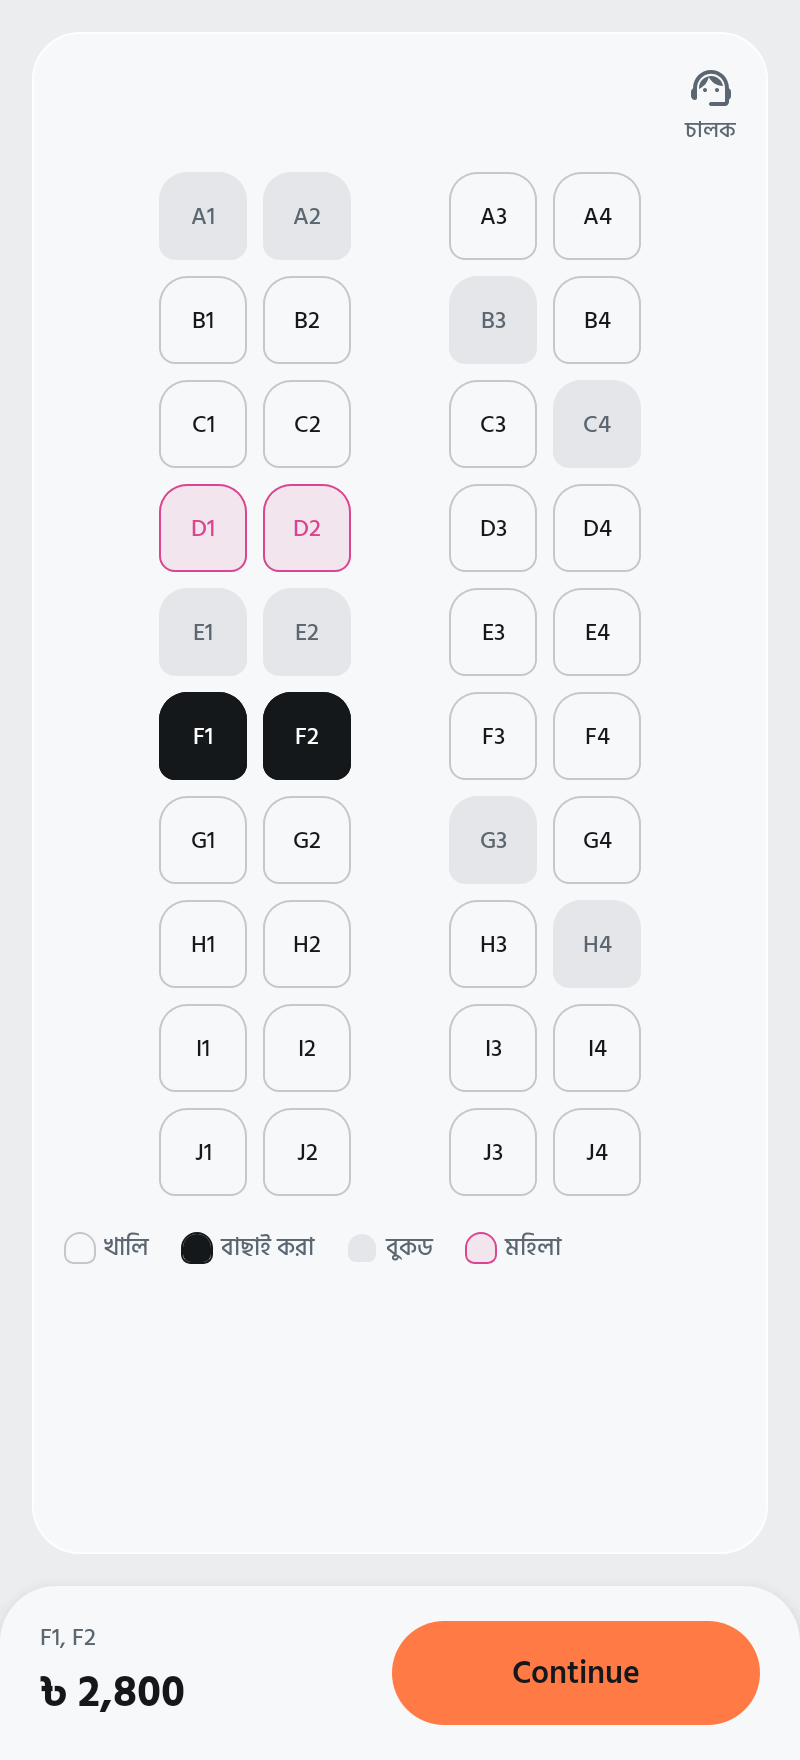 চালক
A1 A2 A3 A4
B1 B2 B3 B4
C1 C2 C3 C4
D1 D2 D3 D4
E1 E2 E3 E4
F1 F2 F3 F4
G1 G2 G3 G4
H1 H2 H3 H4
I1 I2 I3 I4
J1 J2 J3 J4
খালি বাছাই করা বুকড মহিলা
F1, F2
৳ 2,800
Continue